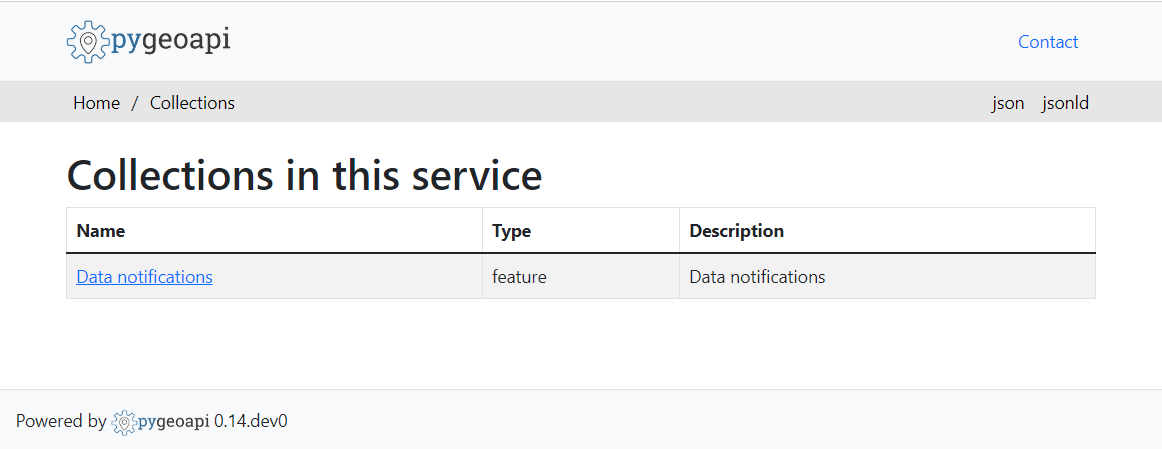 pygeoapi Contact
Home / Collections json jsonld
Collections in this service
Name Type Description
Data notifications feature Data notifications
Powered by pygeoapi 0.14.dev0